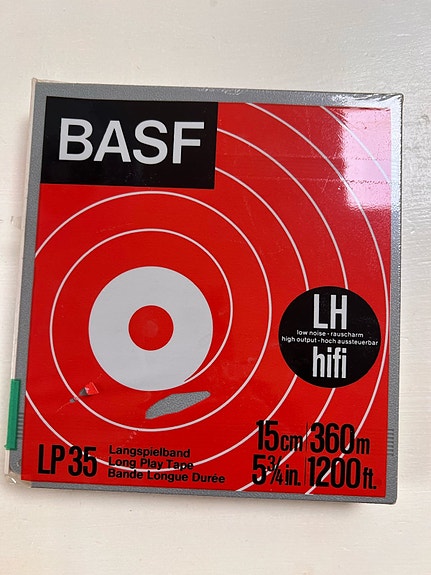 BASF
LH
low noise - rauscharm
high output - hoch aussteuerbar
hifi
LP 35
Langspielband
Long Play Tape
Bande Longue Durée
15cm 360m
5¾in. 1200ft.